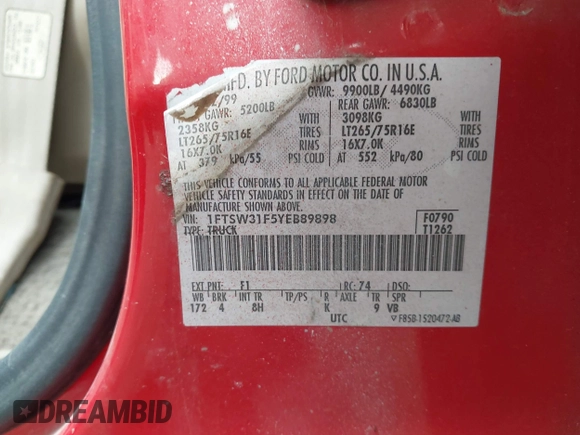 MFD. BY FORD MOTOR CO. IN U.S.A.
/99 GVWR: 9900LB/ 4490KG
GAWR: 5200LB REAR GAWR: 6830LB
2358KG WITH 3098KG WITH
LT265/75R16E TIRES LT265/75R16E TIRES
16X7.0K RIMS 16X7.0K RIMS
AT 379 kPa/55 PSI COLD AT 552 kPa/80 PSI COLD
THIS VEHICLE CONFORMS TO ALL APPLICABLE FEDERAL MOTOR
VEHICLE SAFETY STANDARDS IN EFFECT ON THE DATE OF
MANUFACTURE SHOWN ABOVE.
VIN: 1FTSW31F5YEB89898 F0790
TYPE: TRUCK T1262
EXT PNT: F1 RC: 74 DSO:
WB BRK INT TR TP/PS R AXLE TR SPR
172 4 8H K 9 VB
UTC F85B-1520472-AB
DREAMBID